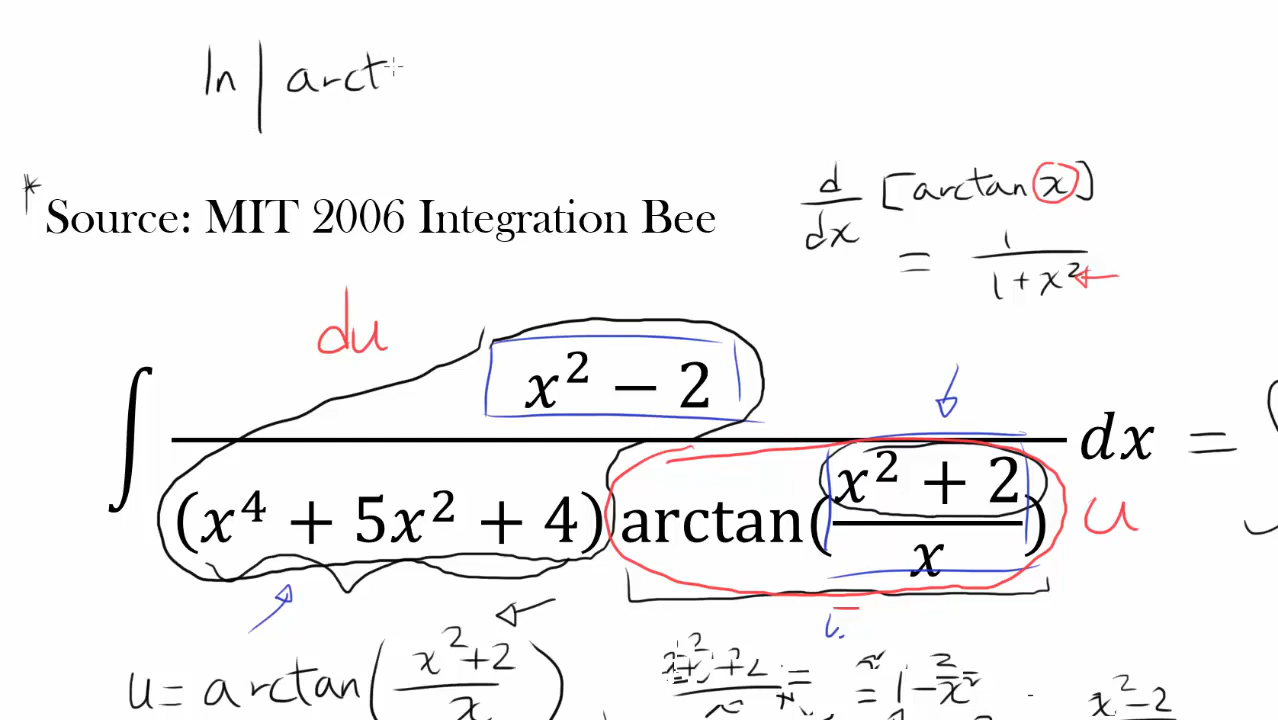 ln | arct
* Source: MIT 2006 Integration Bee
d/dx [arctan x]
= 1/(1 + x²)
du
∫ (x² − 2)/((x⁴ + 5x² + 4) arctan((x² + 2)/x)) dx = ∫
u
u = arctan((x²+2)/x)
= 1 − 2/x²
x² − 2